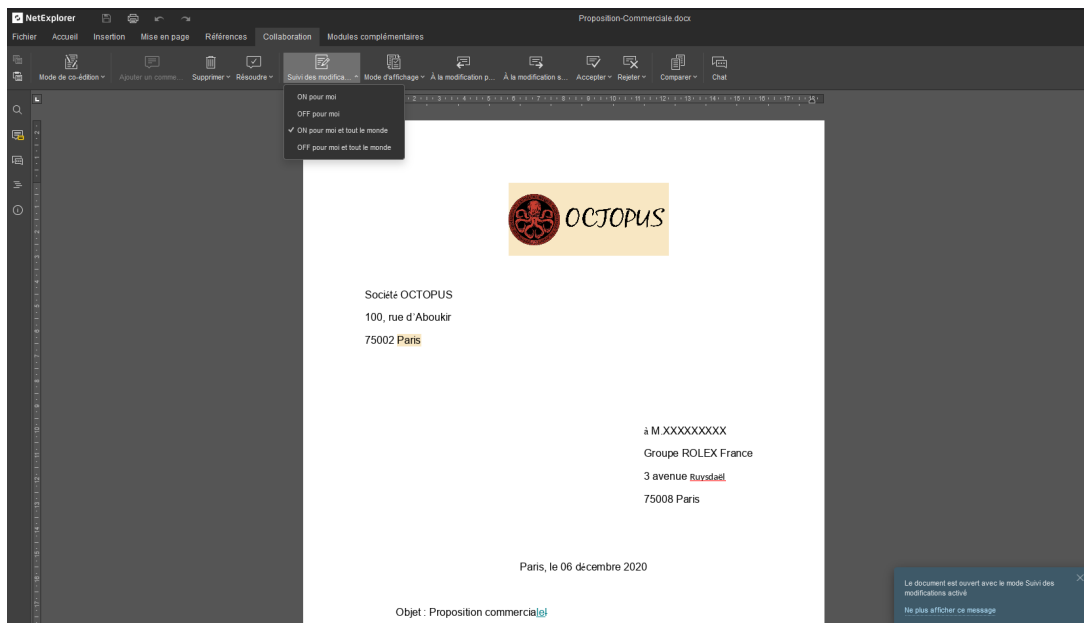 NetExplorer
Proposition-Commerciale.docx
Fichier Accueil Insertion Mise en page Références Collaboration Modules complémentaires
Mode de co-édition Ajouter un comme... Supprimer Résoudre Suivi des modifica... Mode d'affichage À la modification p... À la modification s... Accepter Rejeter Comparer Chat
ON pour moi
OFF pour moi
ON pour moi et tout le monde
OFF pour moi et tout le monde
OCTOPUS
Société OCTOPUS
100, rue d'Aboukir
75002 Paris
à M.XXXXXXXXX
Groupe ROLEX France
3 avenue Ruysdaël
75008 Paris
Paris, le 06 décembre 2020
Objet : Proposition commerciale
Le document est ouvert avec le mode Suivi des
modifications activé
Ne plus afficher ce message